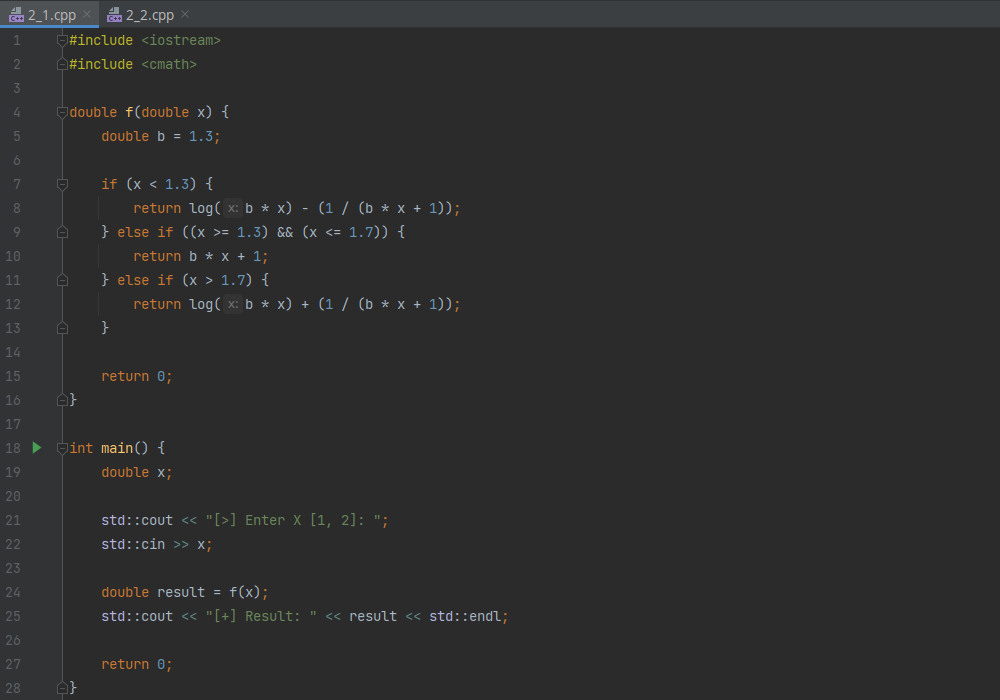 2_1.cpp 2_2.cpp
1 #include <iostream>
2 #include <cmath>
3
4 double f(double x) {
5     double b = 1.3;
6
7     if (x < 1.3) {
8         return log( x: b * x) - (1 / (b * x + 1));
9     } else if ((x >= 1.3) && (x <= 1.7)) {
10         return b * x + 1;
11     } else if (x > 1.7) {
12         return log( x: b * x) + (1 / (b * x + 1));
13     }
14
15     return 0;
16 }
17
18 int main() {
19     double x;
20
21     std::cout << "[>] Enter X [1, 2]: ";
22     std::cin >> x;
23
24     double result = f(x);
25     std::cout << "[+] Result: " << result << std::endl;
26
27     return 0;
28 }